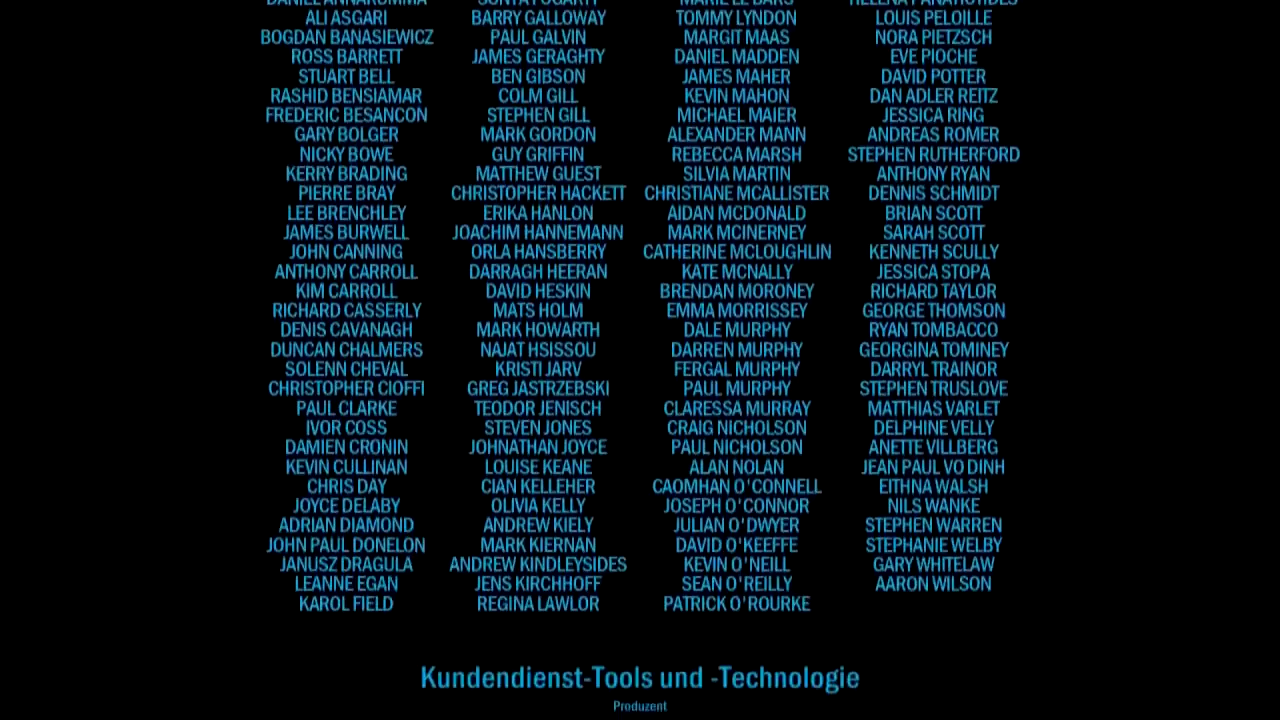 DANIEL ANNARUMMA SONYA FOGARTY MARIE LE BARS HELENA PANAHOTIDES
ALI ASGARI BARRY GALLOWAY TOMMY LYNDON LOUIS PELOILLE
BOGDAN BANASIEWICZ PAUL GALVIN MARGIT MAAS NORA PIETZSCH
ROSS BARRETT JAMES GERAGHTY DANIEL MADDEN EVE PIOCHE
STUART BELL BEN GIBSON JAMES MAHER DAVID POTTER
RASHID BENSIAMAR COLM GILL KEVIN MAHON DAN ADLER REITZ
FREDERIC BESANCON STEPHEN GILL MICHAEL MAIER JESSICA RING
GARY BOLGER MARK GORDON ALEXANDER MANN ANDREAS ROMER
NICKY BOWE GUY GRIFFIN REBECCA MARSH STEPHEN RUTHERFORD
KERRY BRADING MATTHEW GUEST SILVIA MARTIN ANTHONY RYAN
PIERRE BRAY CHRISTOPHER HACKETT CHRISTIANE MCALLISTER DENNIS SCHMIDT
LEE BRENCHLEY ERIKA HANLON AIDAN MCDONALD BRIAN SCOTT
JAMES BURWELL JOACHIM HANNEMANN MARK MCINERNEY SARAH SCOTT
JOHN CANNING ORLA HANSBERRY CATHERINE MCLOUGHLIN KENNETH SCULLY
ANTHONY CARROLL DARRAGH HEERAN KATE MCNALLY JESSICA STOPA
KIM CARROLL DAVID HESKIN BRENDAN MORONEY RICHARD TAYLOR
RICHARD CASSERLY MATS HOLM EMMA MORRISSEY GEORGE THOMSON
DENIS CAVANAGH MARK HOWARTH DALE MURPHY RYAN TOMBACCO
DUNCAN CHALMERS NAJAT HSISSOU DARREN MURPHY GEORGINA TOMINEY
SOLENN CHEVAL KRISTI JARV FERGAL MURPHY DARRYL TRAINOR
CHRISTOPHER CIOFFI GREG JASTRZEBSKI PAUL MURPHY STEPHEN TRUSLOVE
PAUL CLARKE TEODOR JENISCH CLARESSA MURRAY MATTHIAS VARLET
IVOR COSS STEVEN JONES CRAIG NICHOLSON DELPHINE VELLY
DAMIEN CRONIN JOHNATHAN JOYCE PAUL NICHOLSON ANETTE VILLBERG
KEVIN CULLINAN LOUISE KEANE ALAN NOLAN JEAN PAUL VO DINH
CHRIS DAY CIAN KELLEHER CAOMHAN O'CONNELL EITHNA WALSH
JOYCE DELABY OLIVIA KELLY JOSEPH O'CONNOR NILS WANKE
ADRIAN DIAMOND ANDREW KIELY JULIAN O'DWYER STEPHEN WARREN
JOHN PAUL DONELON MARK KIERNAN DAVID O'KEEFFE STEPHANIE WELBY
JANUSZ DRAGULA ANDREW KINDLEYSIDES KEVIN O'NEILL GARY WHITELAW
LEANNE EGAN JENS KIRCHHOFF SEAN O'REILLY AARON WILSON
KAROL FIELD REGINA LAWLOR PATRICK O'ROURKE
Kundendienst-Tools und -Technologie
Produzent